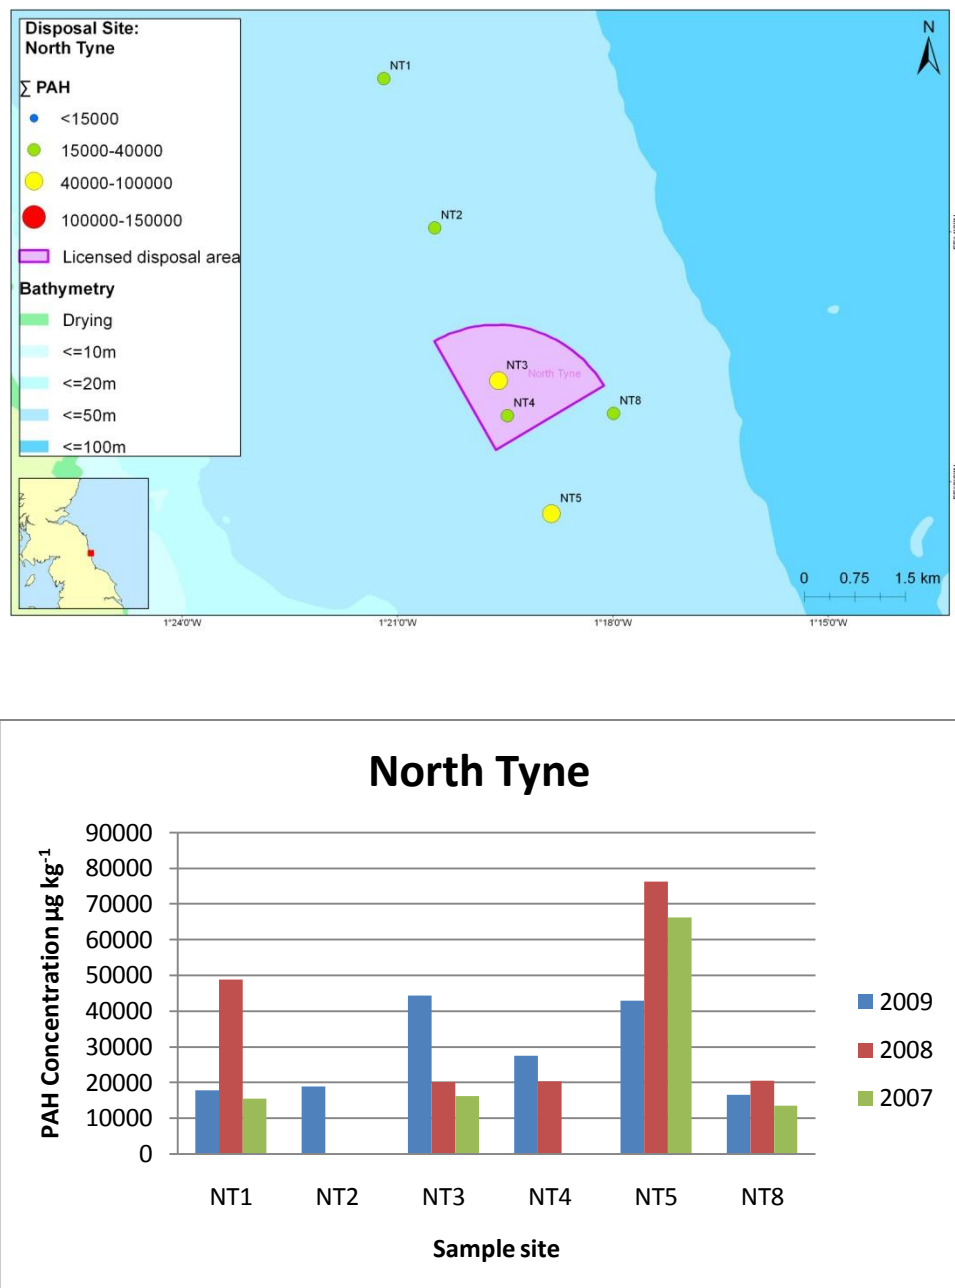 Disposal Site:
North Tyne
∑ PAH
<15000
15000-40000
40000-100000
100000-150000
Licensed disposal area
Bathymetry
Drying
<=10m
<=20m
<=50m
<=100m
N
NT1
NT2
NT3
North Tyne
NT4
NT8
NT5
0 0.75 1.5 km
1°24'0"W 1°21'0"W 1°18'0"W 1°15'0"W
North Tyne
PAH Concentration µg kg-1
90000
80000
70000
60000
50000
40000
30000
20000
10000
0
2009
2008
2007
NT1 NT2 NT3 NT4 NT5 NT8
Sample site